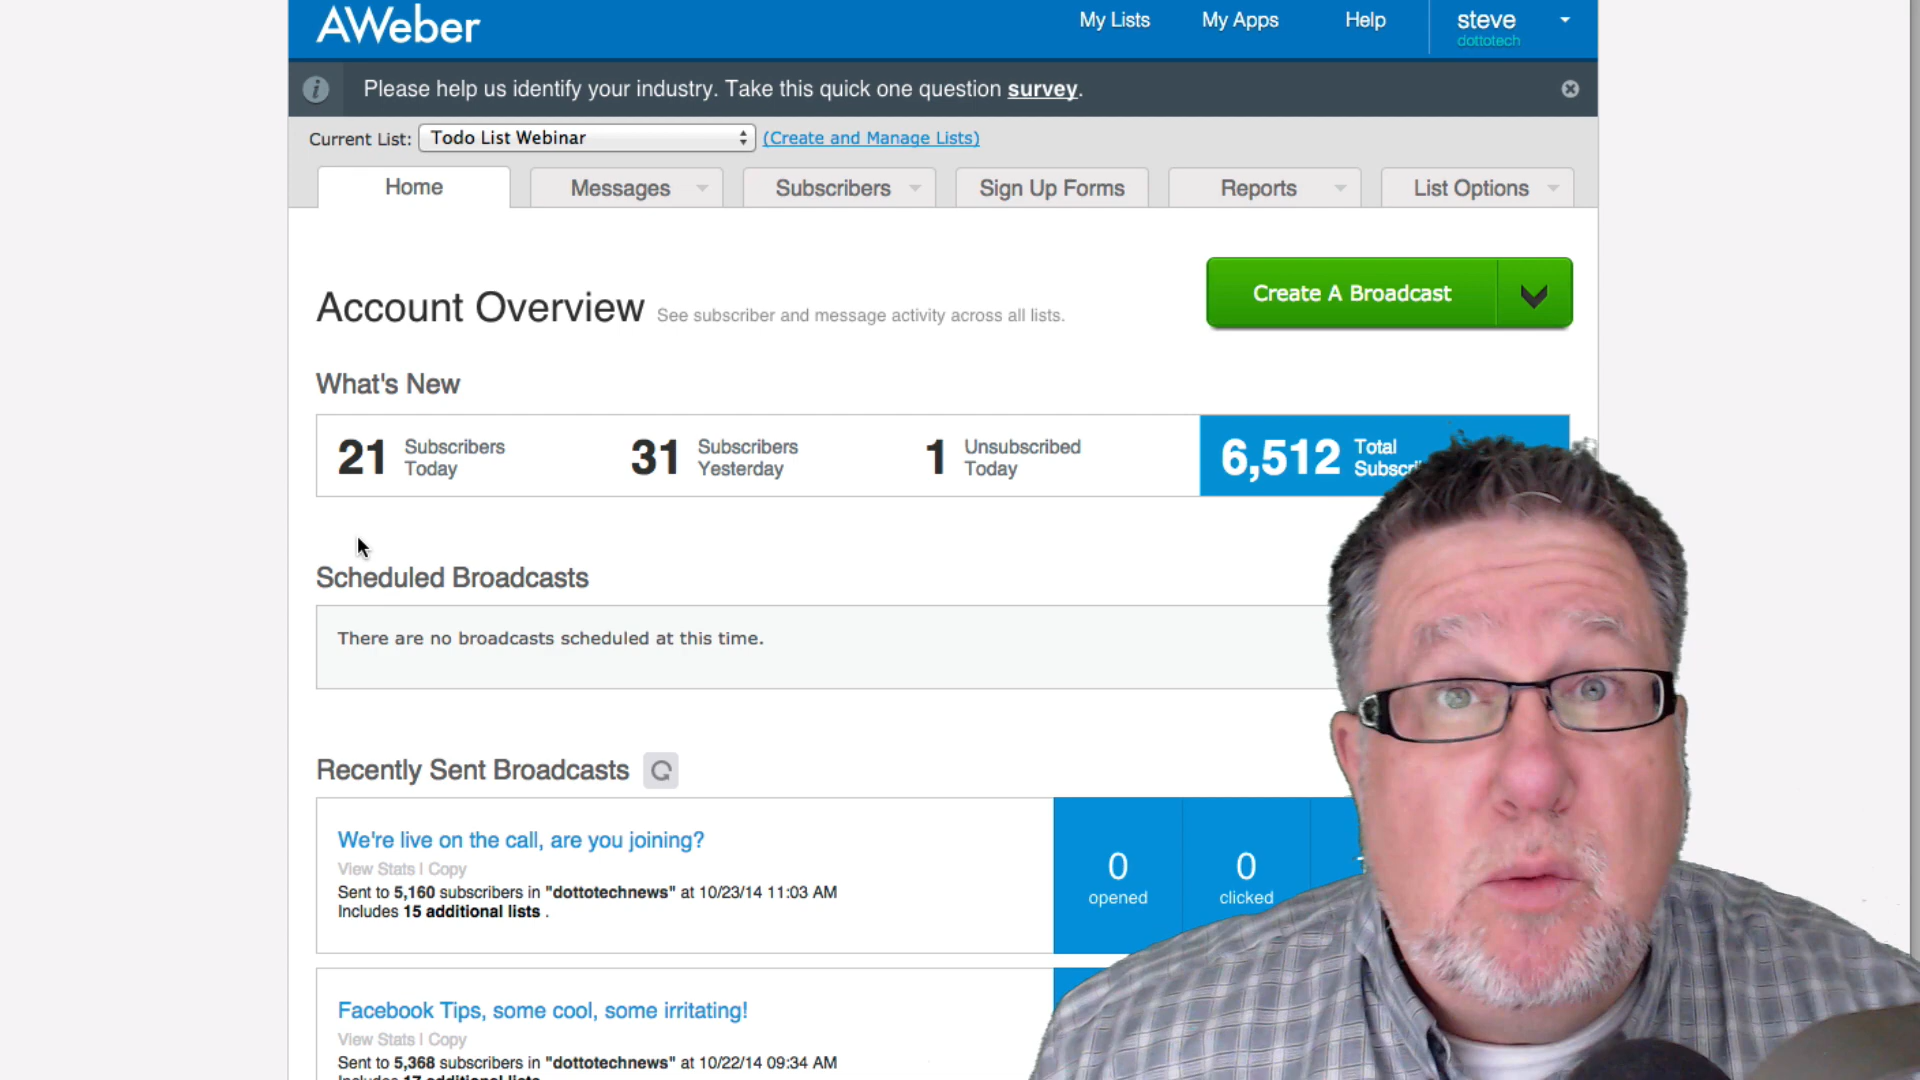 AWeber
My Lists
My Apps
Help
steve
dottotech
Please help us identify your industry. Take this quick one question survey.
Current List:
Todo List Webinar
(Create and Manage Lists)
Home
Messages
Subscribers
Sign Up Forms
Reports
List Options
Account Overview
See subscriber and message activity across all lists.
Create A Broadcast
What's New
21
Subscribers
Today
31
Subscribers
Yesterday
1
Unsubscribed
Today
6,512
Total
Scheduled Broadcasts
There are no broadcasts scheduled at this time.
Recently Sent Broadcasts
We're live on the call, are you joining?
View Stats | Copy
Sent to 5,160 subscribers in "dottotechnews" at 10/23/14 11:03 AM
Includes 15 additional lists .
0
opened
0
clicked
Facebook Tips, some cool, some irritating!
View Stats | Copy
Sent to 5,368 subscribers in "dottotechnews" at 10/22/14 09:34 AM
Includes 17 additional lists